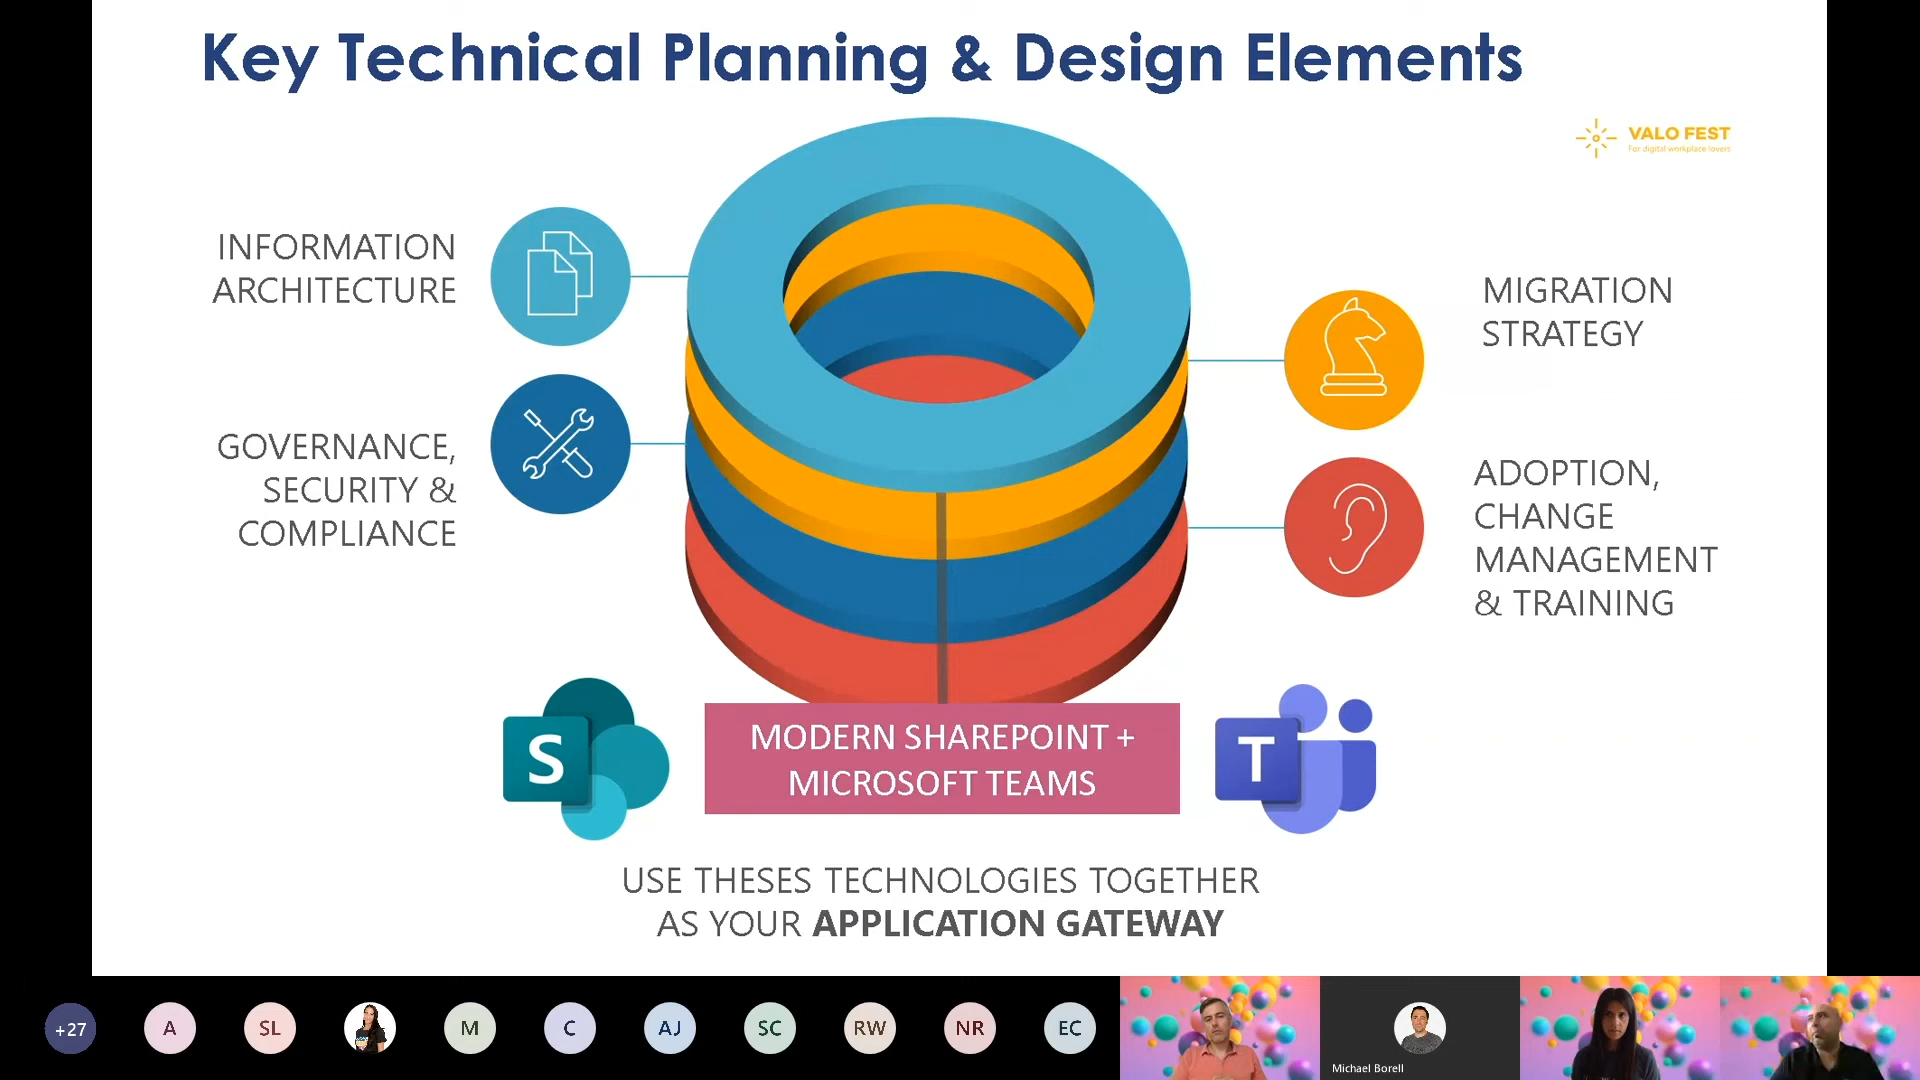 Key Technical Planning & Design Elements
VALO FEST
For digital workplace lovers
INFORMATION
ARCHITECTURE
GOVERNANCE,
SECURITY &
COMPLIANCE
MIGRATION
STRATEGY
ADOPTION,
CHANGE
MANAGEMENT
& TRAINING
S
MODERN SHAREPOINT +
MICROSOFT TEAMS
T
USE THESES TECHNOLOGIES TOGETHER
AS YOUR APPLICATION GATEWAY
+27
A
SL
M
C
AJ
SC
RW
NR
EC
Michael Borell